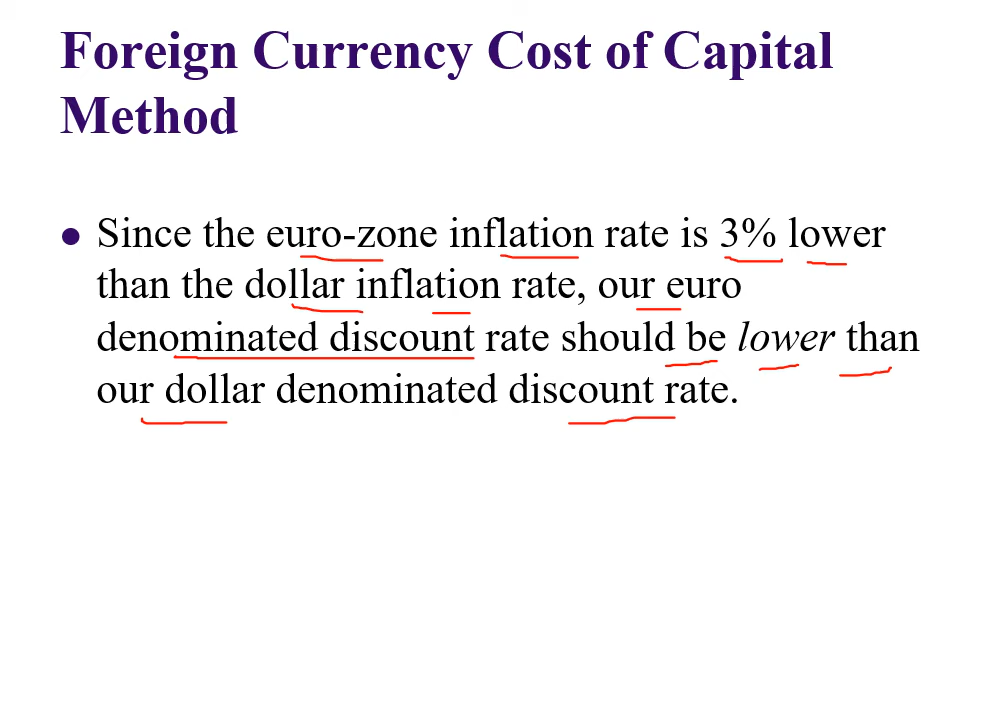 Foreign Currency Cost of Capital
Method
● Since the euro-zone inflation rate is 3% lower
than the dollar inflation rate, our euro
denominated discount rate should be lower than
our dollar denominated discount rate.